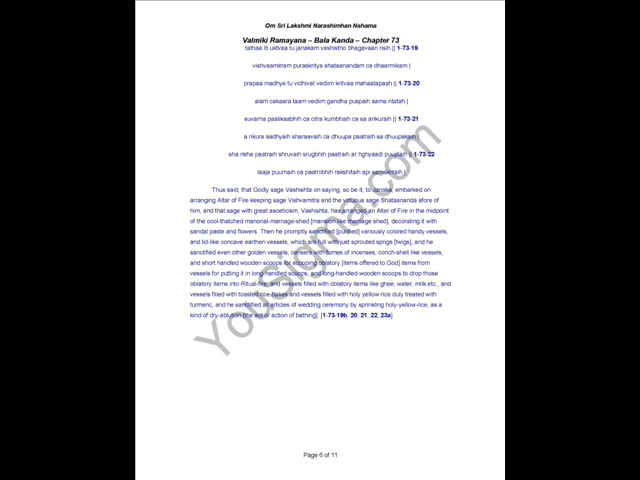 Om Sri Lakshmi Narashimhan Nahama
Valmiki Ramayana – Bala Kanda – Chapter 73
tathaa iti uktvaa tu janakam vashistho bhagavaan risih || 1-73-19
vishvaamitram puraskritya shataanandam ca dhaarmikam |
prapaa madhye tu vidhivat vediim kritvaa mahaatapaah || 1-73-20
alam cakaara taam vediim gandha puspaih sama.ntatah |
suvarna paalikaabhih ca citra kumbhaih ca sa ankuraih || 1-73-21
a.nkura aadhyaih sharaavaih ca dhuupa paatraih sa dhuupakaih |
sha.nkha paatraih shruvaih srugbhih paatraih ar.hghyaadi puujitaih || 1-73-22
laaja puurnaih ca paatriibhih rakshitaih api samskritaih |
Thus said, that Godly sage Vashishta on saying, so be it, to Janaka, embarked on
arranging Altar of Fire keeping sage Vishvamitra and the virtuous sage Shataananda afore of
him, and that sage with great asceticism, Vashishta, has arranged an Altar of Fire in the midpoint
of the cool-thatched manorial-marriage-shed [mansion-like marriage shed], decorating it with
sandal paste and flowers. Then he promptly sanctified [purified] variously colored handy vessels,
and lid-like concave earthen vessels, which are full with just sprouted sprigs [twigs], and he
sanctified even other golden vessels, censers with fumes of incenses, conch-shell like vessels,
and short handled wooden scoops for scooping oblatory [items offered to God] items from
vessels for putting it in long-handled scoops, and long-handled wooden scoops to drop those
oblatory items into Ritual-fire, and vessels filled with oblatory items like ghee, water, milk etc., and
vessels filled with toasted rice-flakes and vessels filled with holy yellow-rice duly treated with
turmeric, and he sanctified all articles of wedding ceremony by sprinkling holy-yellow-rice, as a
kind of dry-ablution [the act or action of bathing]. [1-73-19b, 20, 21, 22, 23a]
YouSigma.com
Page 6 of 11